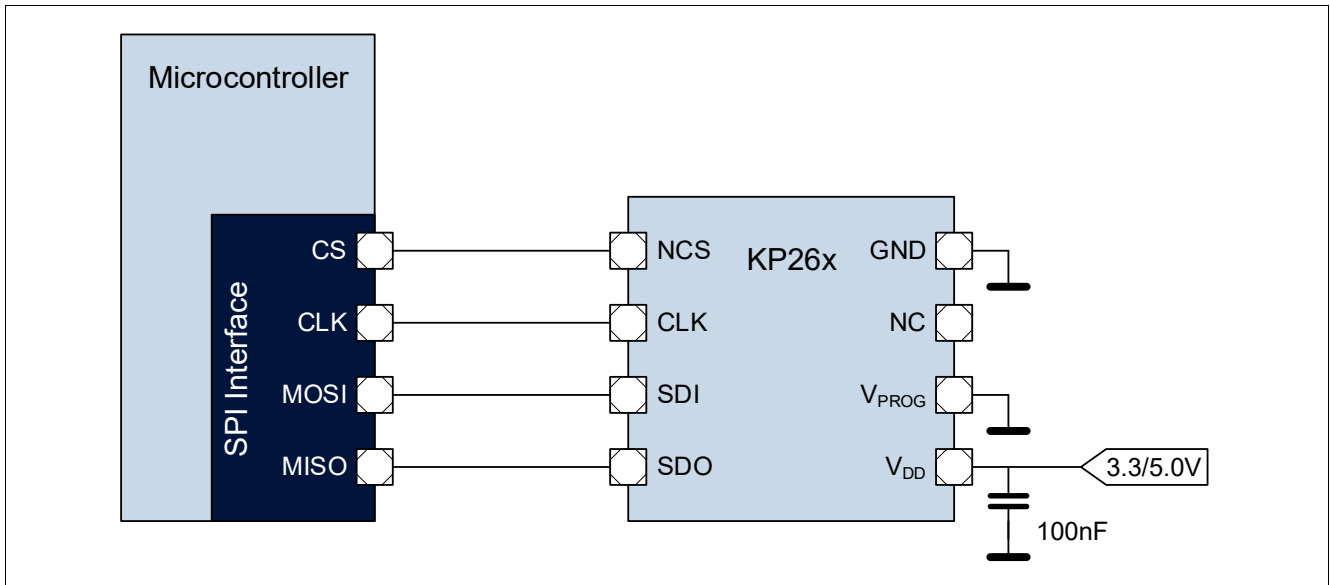 Microcontroller
SPI Interface
CS
CLK
MOSI
MISO
KP26x
NCS
CLK
SDI
SDO
GND
NC
VPROG
VDD
3.3/5.0V
100nF